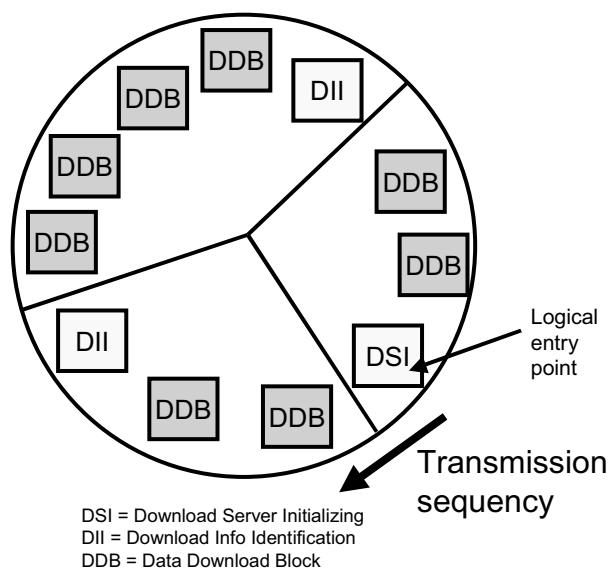 DDB
DII
DDB
DDB
DDB
DDB
DDB
DII
DSI
DDB
DDB
Logical
entry
point
Transmission
sequency
DSI = Download Server Initializing
DII = Download Info Identification
DDB = Data Download Block